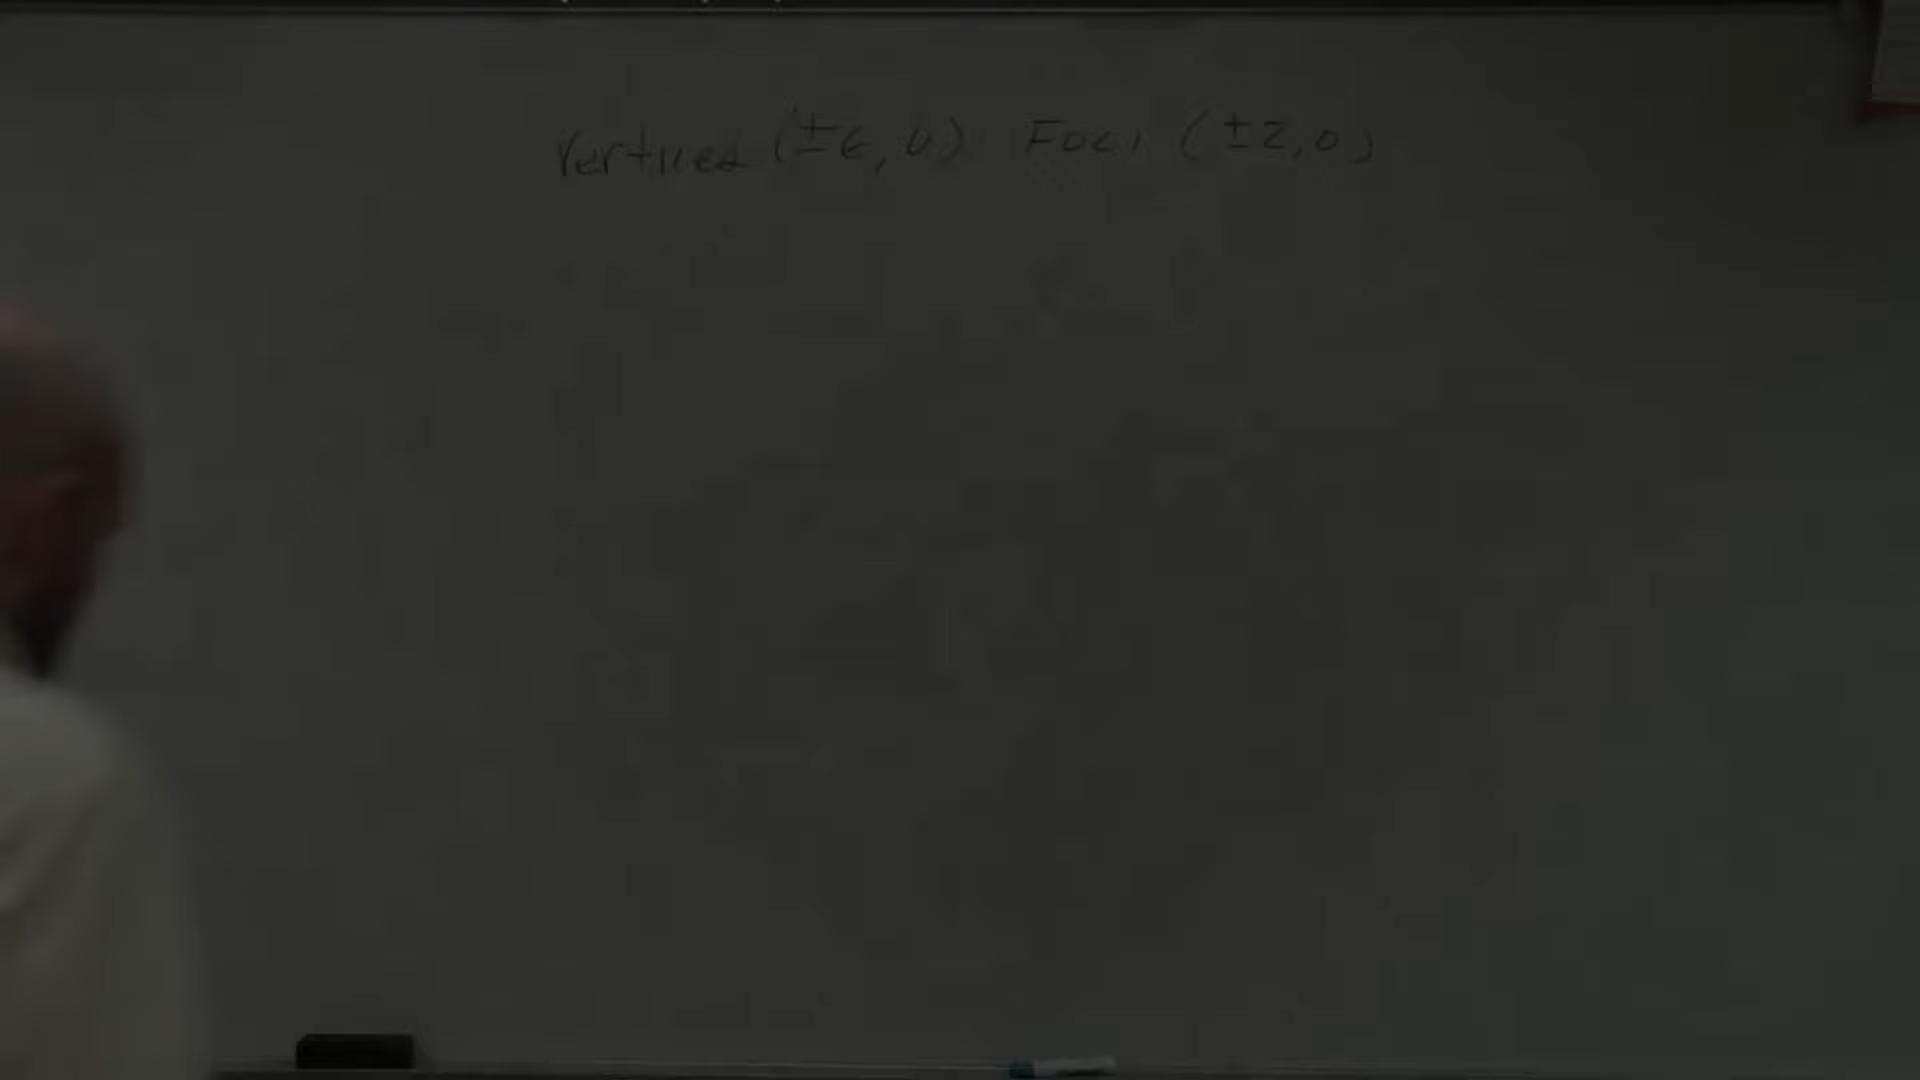 Vertices (±6, 0) Foci (±2, 0)